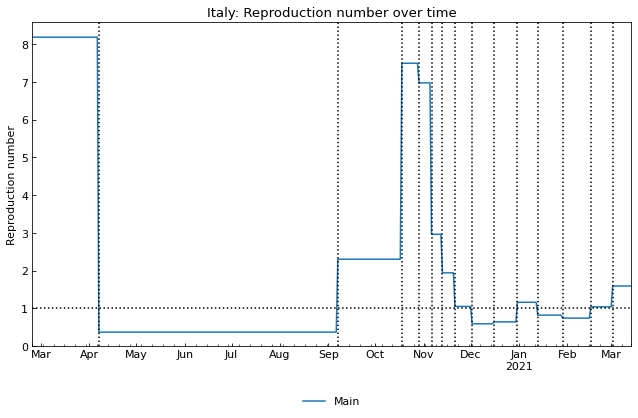 Italy: Reproduction number over time
Reproduction number
8
7
6
5
4
3
2
1
0
Mar Apr May Jun Jul Aug Sep Oct Nov Dec Jan Feb Mar
2021
Main